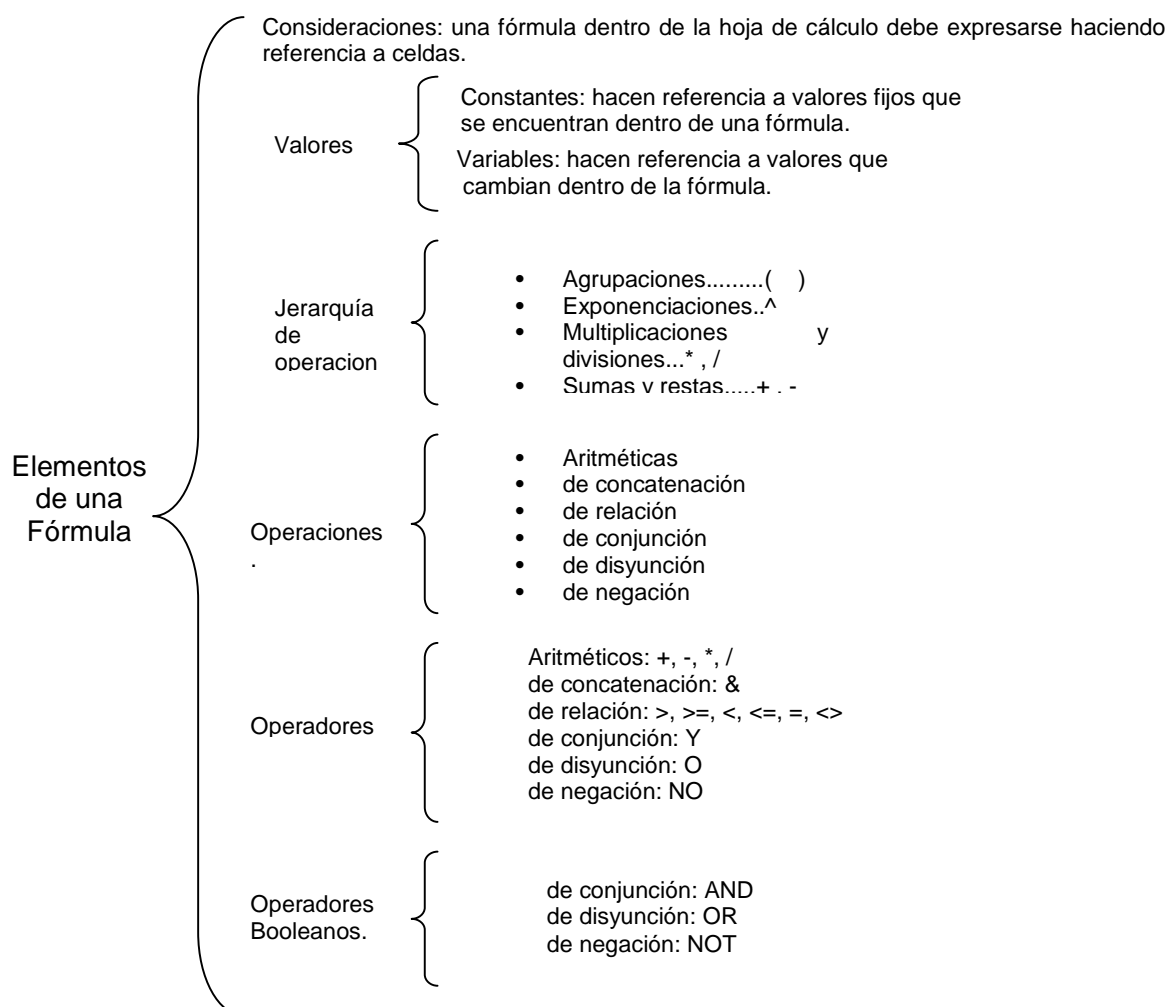 Consideraciones: una fórmula dentro de la hoja de cálculo debe expresarse haciendo
referencia a celdas.
Constantes: hacen referencia a valores fijos que
se encuentran dentro de una fórmula.
Valores
Variables: hacen referencia a valores que
cambian dentro de la fórmula.
Jerarquía
de
operacion
• Agrupaciones.........( )
• Exponenciaciones..^
• Multiplicaciones y
divisiones...* , /
• Sumas y restas.....+ , -
Elementos
de una
Fórmula
Operaciones
.
• Aritméticas
• de concatenación
• de relación
• de conjunción
• de disyunción
• de negación
Operadores
Aritméticos: +, -, *, /
de concatenación: &
de relación: >, >=, <, <=, =, <>
de conjunción: Y
de disyunción: O
de negación: NO
Operadores
Booleanos.
de conjunción: AND
de disyunción: OR
de negación: NOT